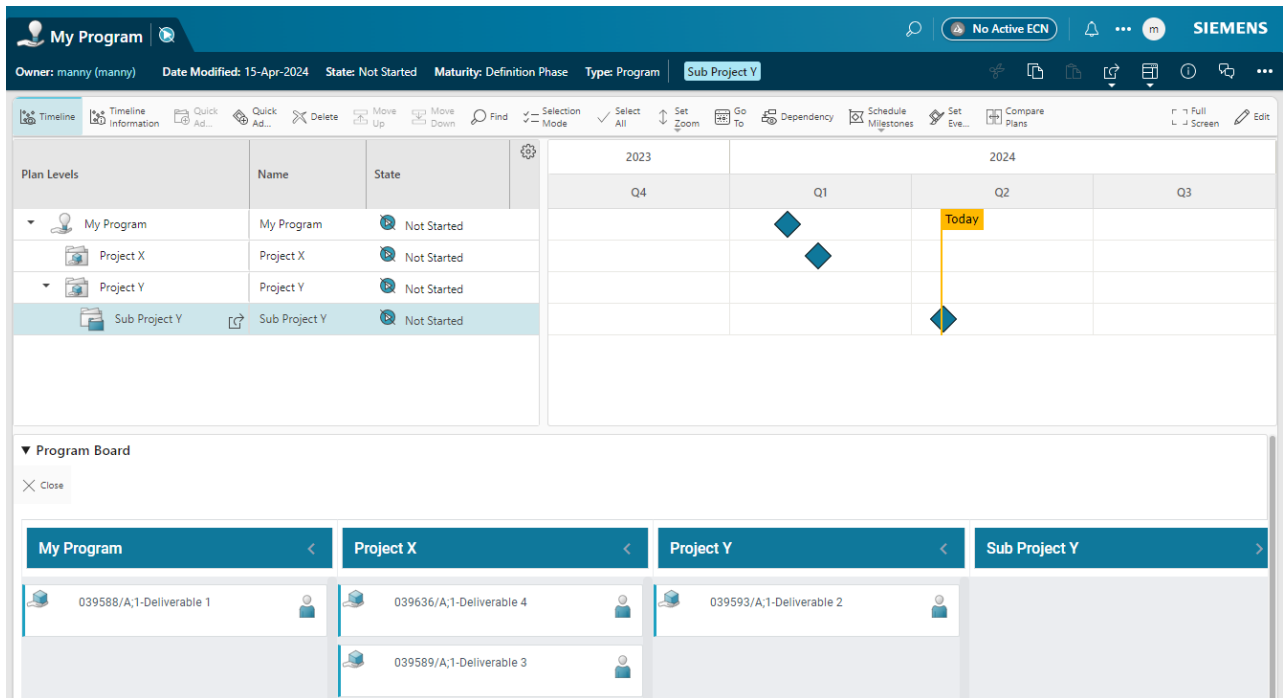 My Program
No Active ECN
m
SIEMENS
Owner: manny (manny) Date Modified: 15-Apr-2024 State: Not Started Maturity: Definition Phase Type: Program Sub Project Y
Timeline
Timeline Information
Quick Ad...
Quick Ad...
Delete
Move Up
Move Down
Find
Selection Mode
Select All
Set Zoom
Go To
Dependency
Schedule Milestones
Set Eve...
Compare Plans
Full Screen
Edit
Plan Levels Name State
2023 2024
Q4 Q1 Q2 Q3
My Program My Program Not Started
Today
Project X Project X Not Started
Project Y Project Y Not Started
Sub Project Y Sub Project Y Not Started
Program Board
Close
My Program Project X Project Y Sub Project Y
039588/A;1-Deliverable 1 039636/A;1-Deliverable 4 039593/A;1-Deliverable 2
039589/A;1-Deliverable 3